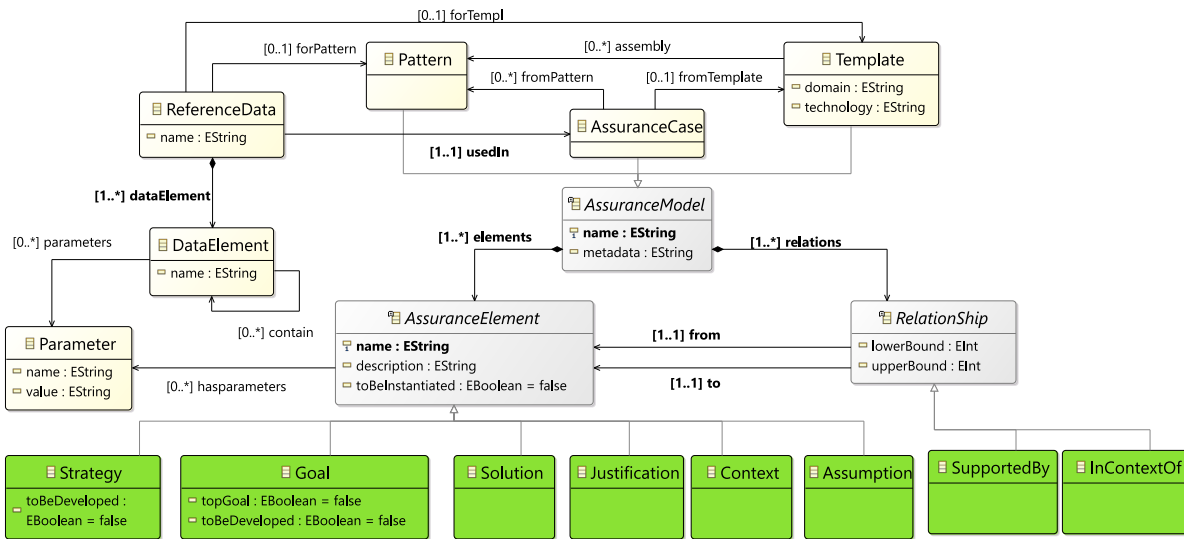 [0..1] forTempl
[0..1] forPattern
Pattern
[0..*] assembly
Template
domain : EString
technology : EString
[0..*] fromPattern
[0..1] fromTemplate
ReferenceData
name : EString
AssuranceCase
[1..1] usedIn
[1..*] dataElement
AssuranceModel
name : EString
metadata : EString
[1..*] elements
[1..*] relations
[0..*] parameters
DataElement
name : EString
[0..*] contain
AssuranceElement
name : EString
description : EString
toBeInstantiated : EBoolean = false
[1..1] from
[1..1] to
RelationShip
lowerBound : EInt
upperBound : EInt
Parameter
name : EString
value : EString
[0..*] hasparameters
Strategy
toBeDeveloped :
EBoolean = false
Goal
topGoal : EBoolean = false
toBeDeveloped : EBoolean = false
Solution
Justification
Context
Assumption
SupportedBy
InContextOf